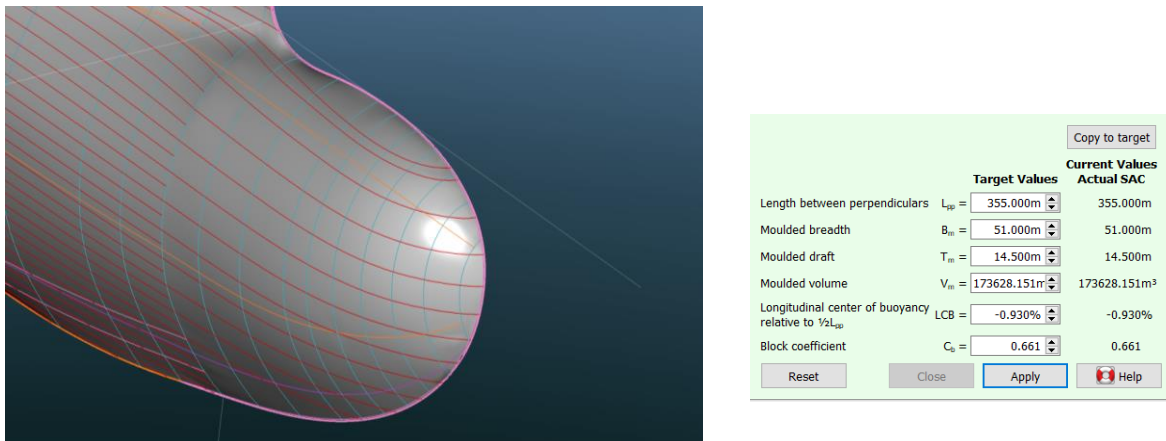 Copy to target
Target Values
Current Values
Actual SAC
Length between perpendiculars Lpp = 355.000m 355.000m
Moulded breadth Bm = 51.000m 51.000m
Moulded draft Tm = 14.500m 14.500m
Moulded volume Vm = 173628.151m 173628.151m³
Longitudinal center of buoyancy
relative to ½Lpp LCB = -0.930% -0.930%
Block coefficient Cb = 0.661 0.661
Reset Close Apply Help